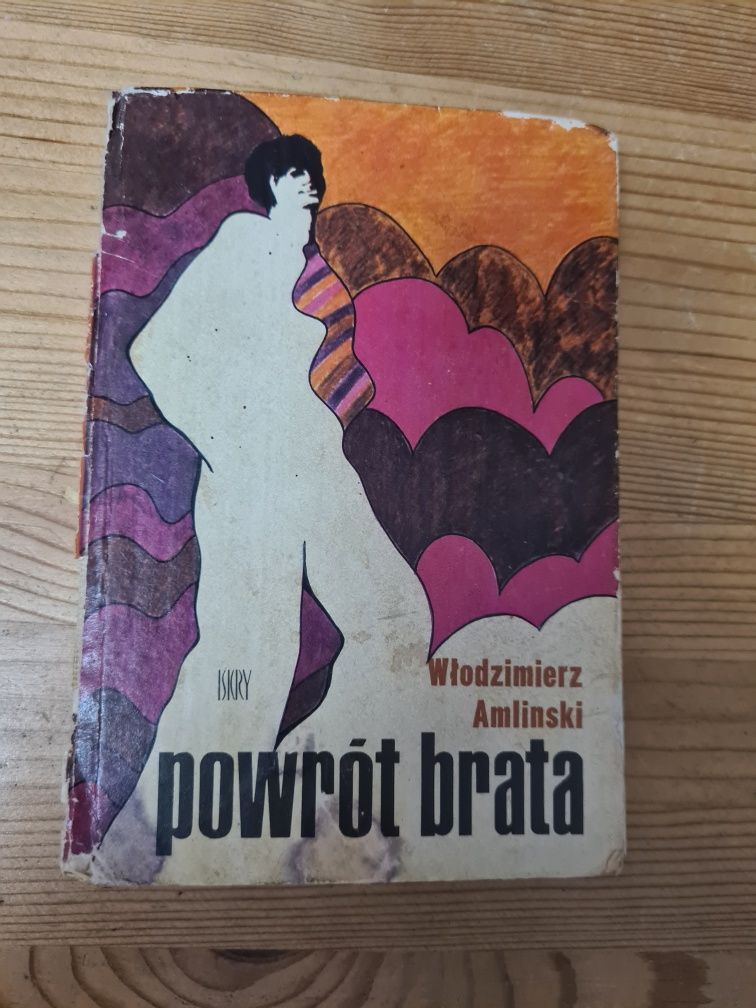 ISKRY
Włodzimierz
Amlinski
powrót brata